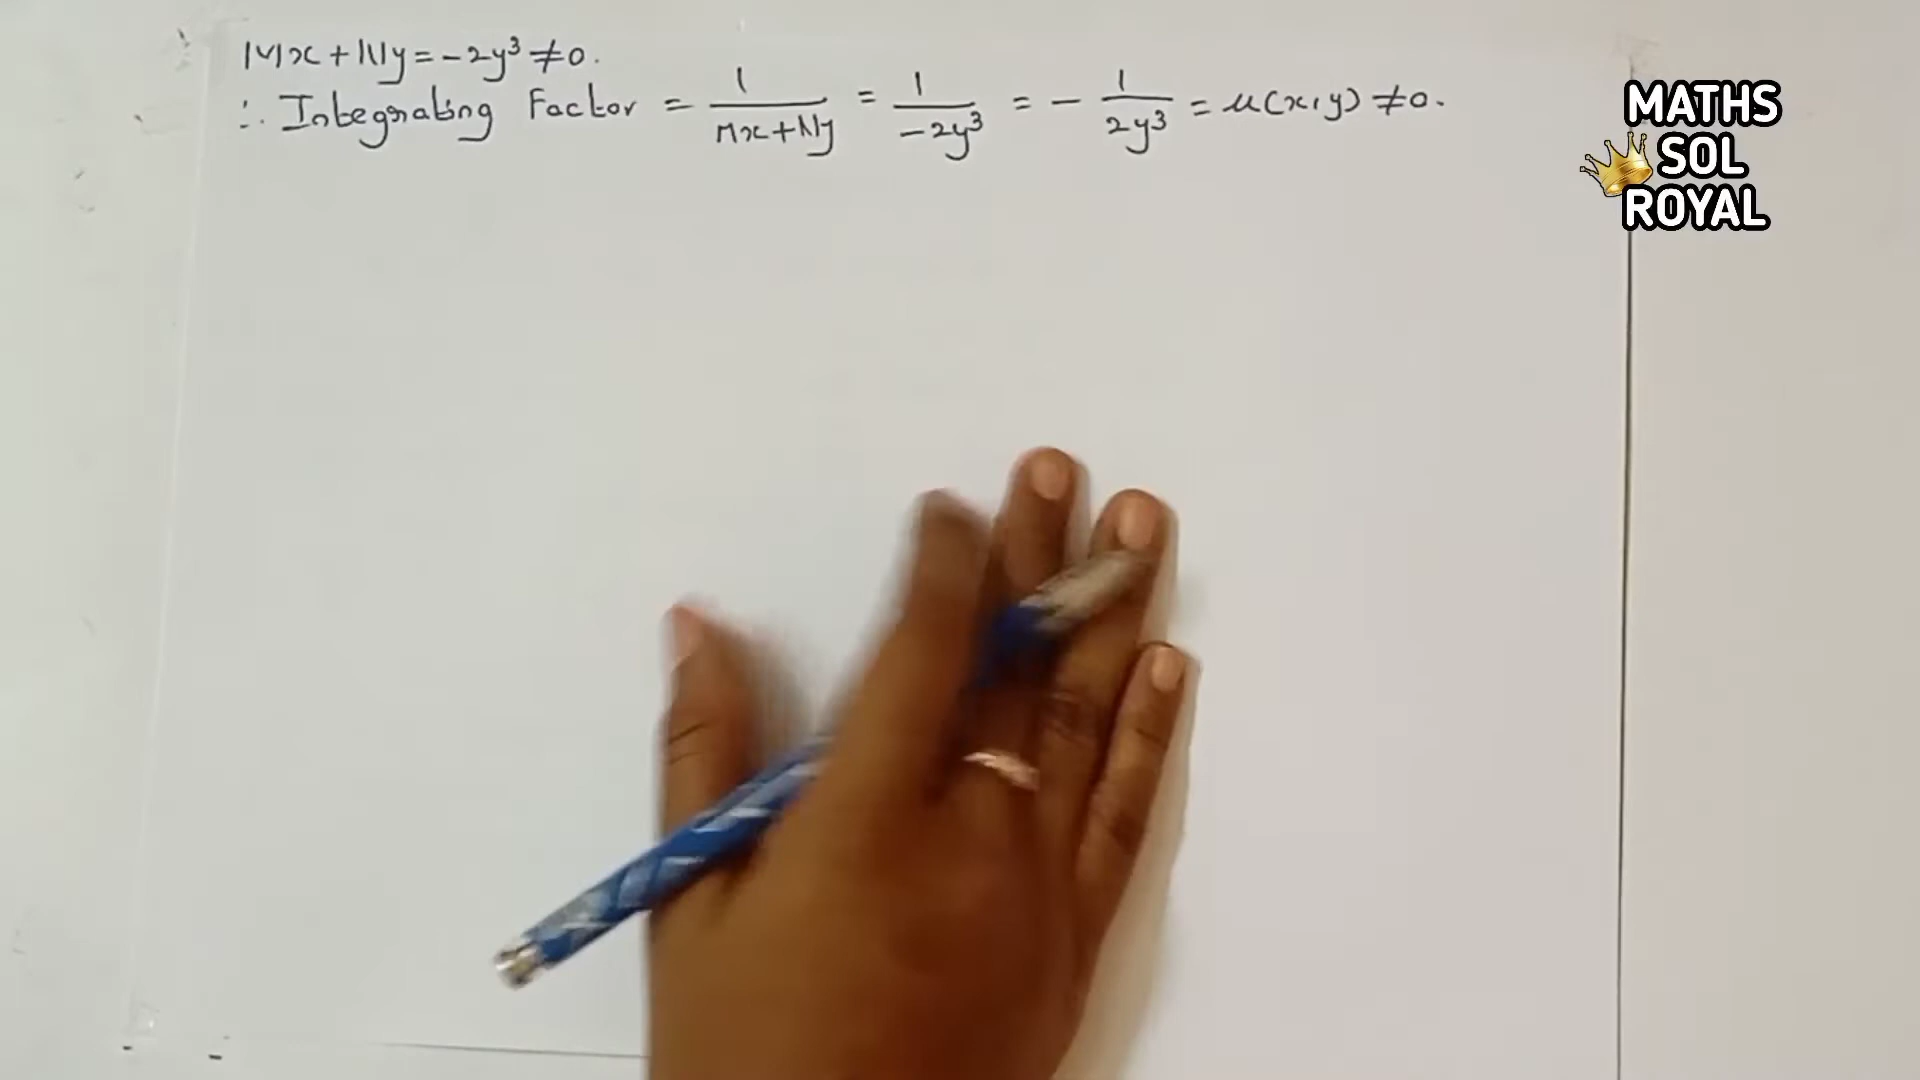 Mx + Ny = -2y³ ≠ 0.
∴ Integrating Factor = 1/(Mx+Ny) = 1/(-2y³) = - 1/(2y³) = μ(x,y) ≠ 0.
MATHS
SOL
ROYAL